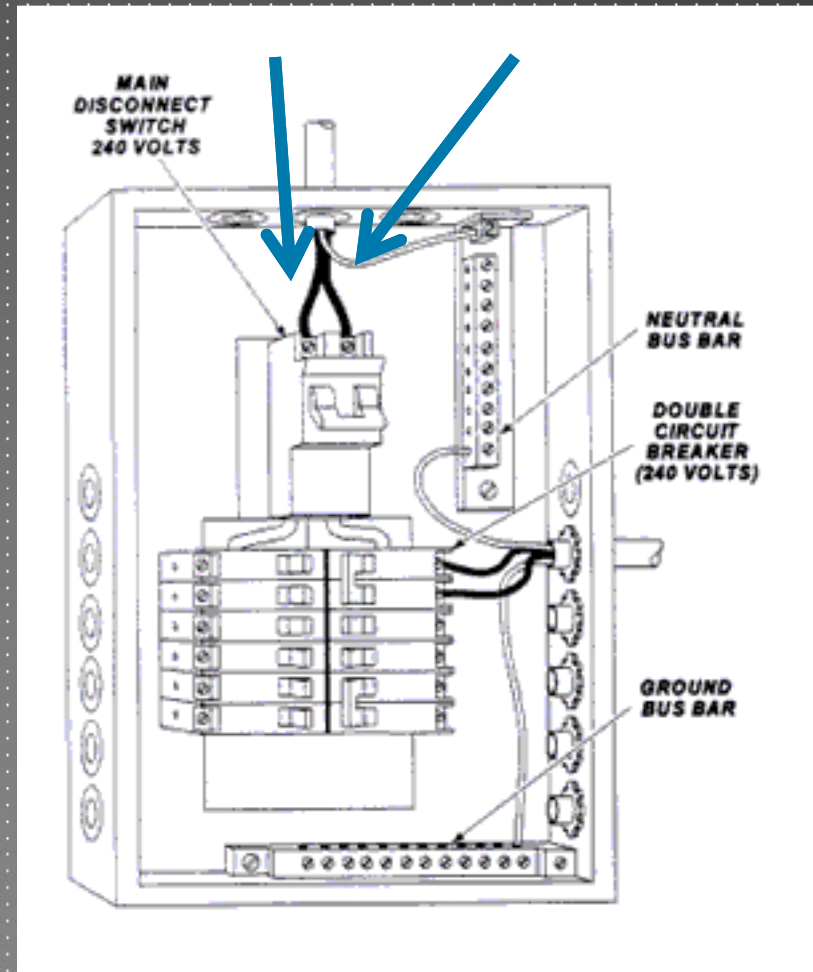 MAIN
DISCONNECT
SWITCH
240 VOLTS
NEUTRAL
BUS BAR
DOUBLE
CIRCUIT
BREAKER
(240 VOLTS)
GROUND
BUS BAR